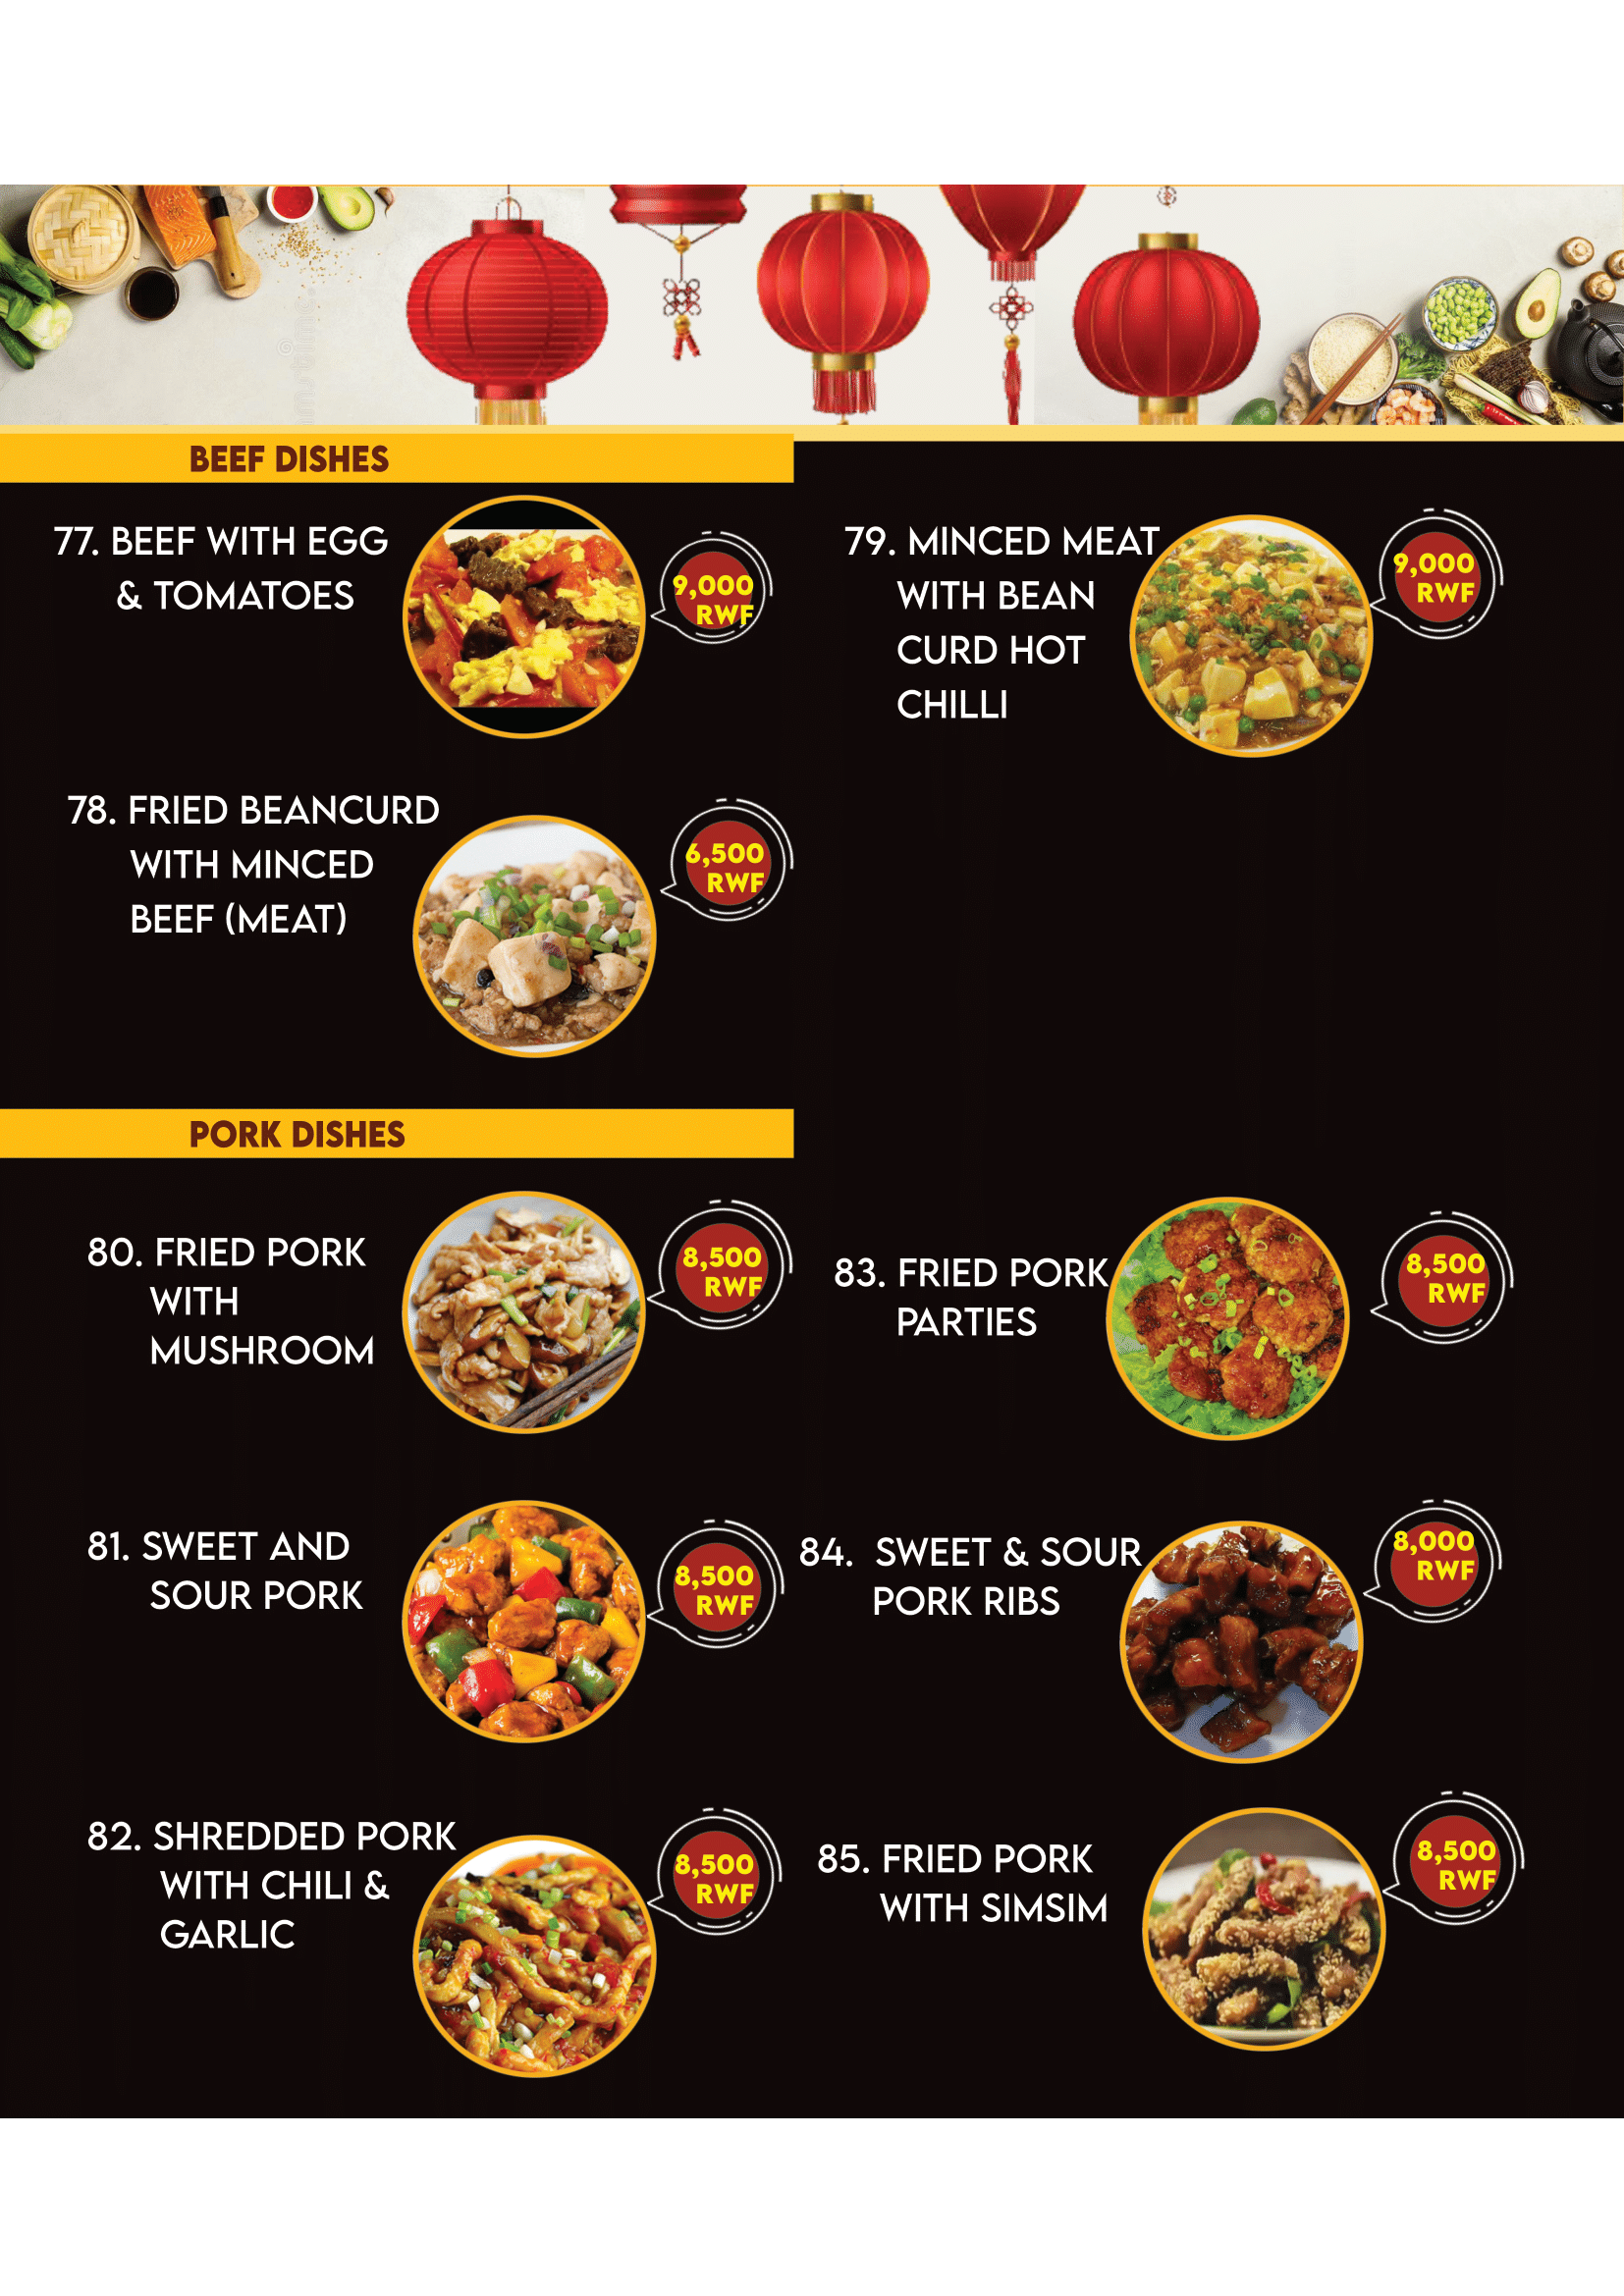 BEEF DISHES
77. BEEF WITH EGG
& TOMATOES
9,000
RWF
78. FRIED BEANCURD
WITH MINCED
BEEF (MEAT)
6,500
RWF
79. MINCED MEAT
WITH BEAN
CURD HOT
CHILLI
9,000
RWF
PORK DISHES
80. FRIED PORK
WITH
MUSHROOM
8,500
RWF
81. SWEET AND
SOUR PORK
8,500
RWF
82. SHREDDED PORK
WITH CHILI &
GARLIC
8,500
RWF
83. FRIED PORK
PARTIES
8,500
RWF
84. SWEET & SOUR
PORK RIBS
8,000
RWF
85. FRIED PORK
WITH SIMSIM
8,500
RWF